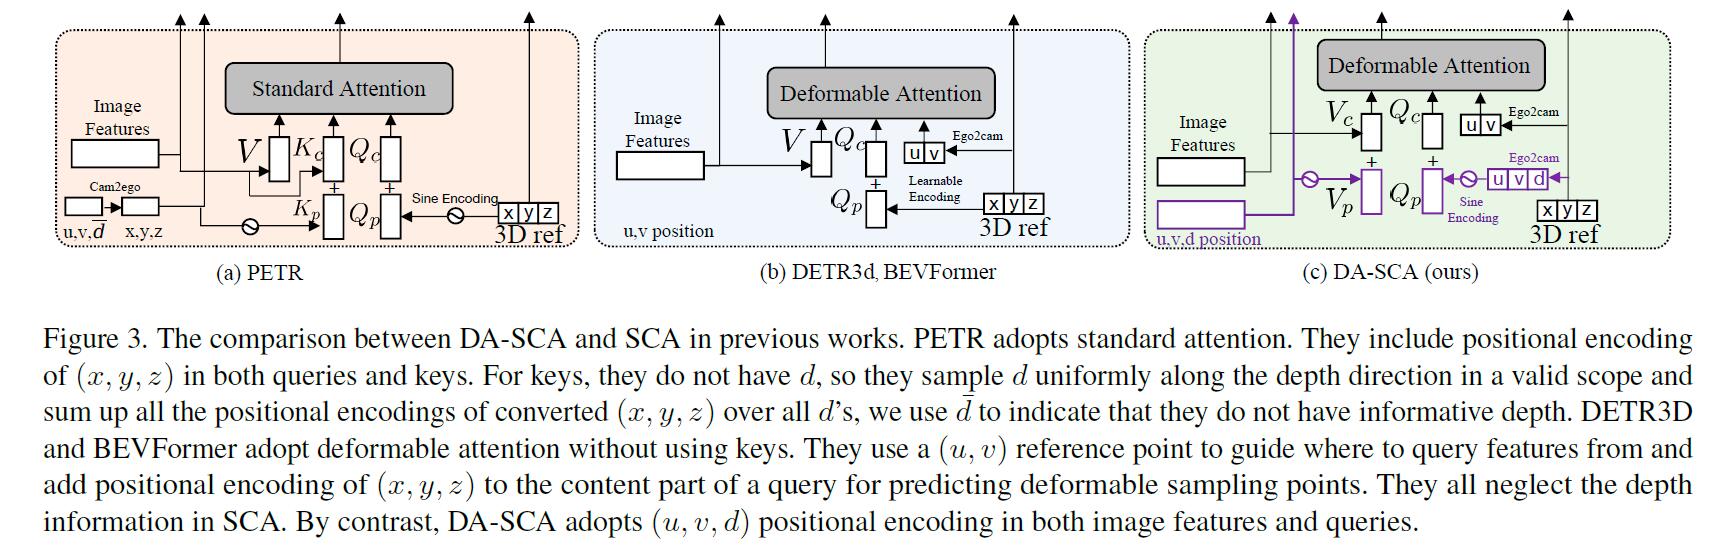 Standard Attention
Image
Features
V
K_c
Q_c
+
+
Cam2ego
K_p
Q_p
Sine Encoding
x y z
u,v,d̅
x,y,z
3D ref
(a) PETR
Deformable Attention
Image
Features
V
Q_c
Ego2cam
u v
+
Learnable
Encoding
Q_p
x y z
u,v position
3D ref
(b) DETR3d, BEVFormer
Deformable Attention
V_c
Q_c
Ego2cam
u v
Image
Features
+
+
Ego2cam
u v d
V_p
Q_p
Sine
Encoding
x y z
u,v,d position
3D ref
(c) DA-SCA (ours)
Figure 3. The comparison between DA-SCA and SCA in previous works. PETR adopts standard attention. They include positional encoding
of (x, y, z) in both queries and keys. For keys, they do not have d, so they sample d uniformly along the depth direction in a valid scope and
sum up all the positional encodings of converted (x, y, z) over all d's, we use d̅ to indicate that they do not have informative depth. DETR3D
and BEVFormer adopt deformable attention without using keys. They use a (u, v) reference point to guide where to query features from and
add positional encoding of (x, y, z) to the content part of a query for predicting deformable sampling points. They all neglect the depth
information in SCA. By contrast, DA-SCA adopts (u, v, d) positional encoding in both image features and queries.